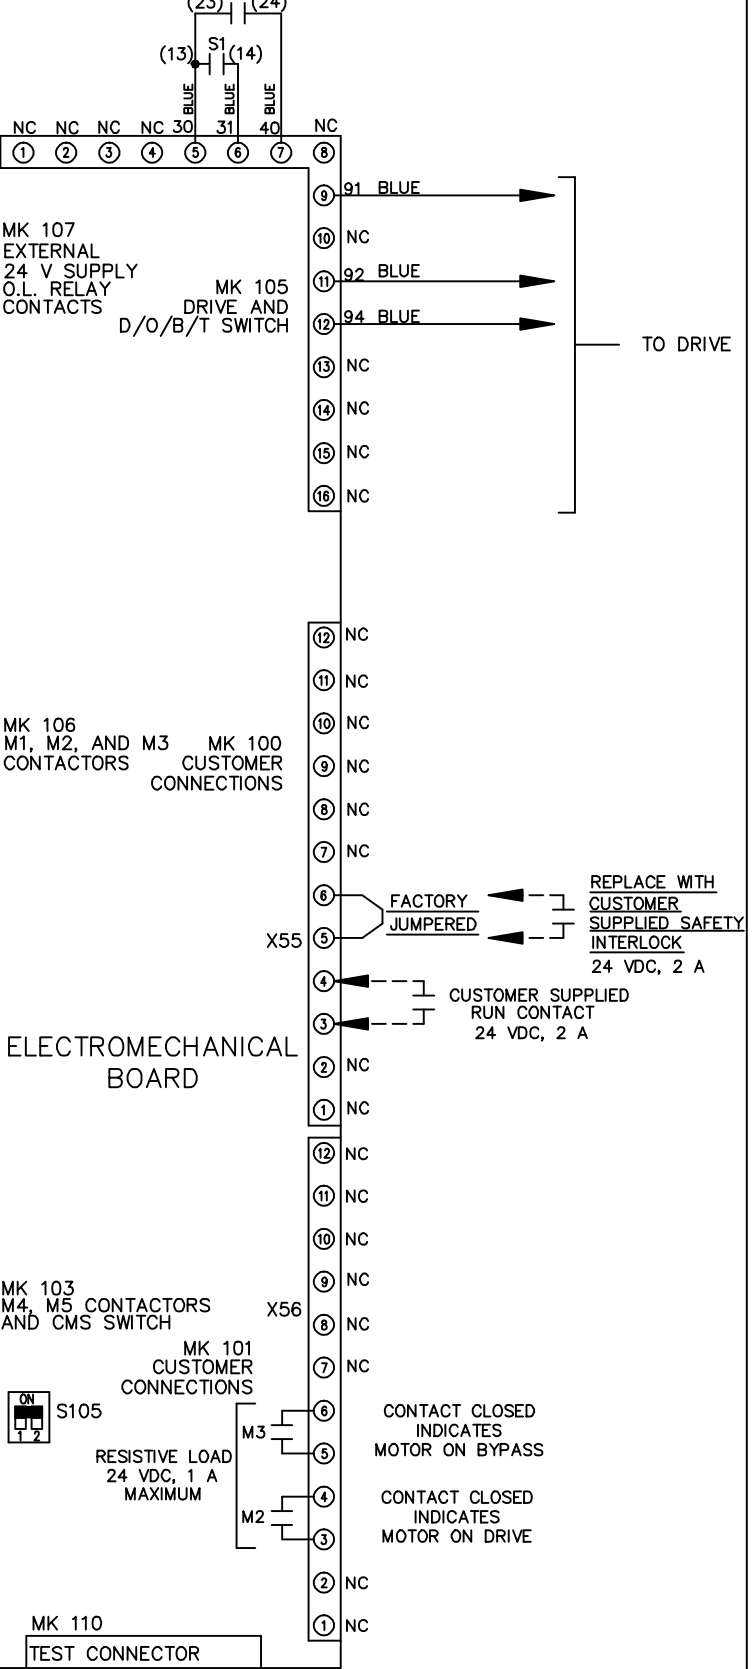 (23) (24)
(13) S1 (14)
BLUE BLUE BLUE
NC NC NC NC 30 31 40 NC
1 2 3 4 5 6 7 8
9 91 BLUE
10 NC
11 92 BLUE
12 94 BLUE
13 NC
14 NC
15 NC
16 NC
TO DRIVE
MK 107
EXTERNAL
24 V SUPPLY
O.L. RELAY
CONTACTS
MK 105
DRIVE AND
D/O/B/T SWITCH
12 NC
11 NC
10 NC
9 NC
8 NC
7 NC
6
5
4
3
2 NC
1 NC
MK 106
M1, M2, AND M3
CONTACTORS
MK 100
CUSTOMER
CONNECTIONS
X55
FACTORY
JUMPERED
REPLACE WITH
CUSTOMER
SUPPLIED SAFETY
INTERLOCK
24 VDC, 2 A
CUSTOMER SUPPLIED
RUN CONTACT
24 VDC, 2 A
ELECTROMECHANICAL
BOARD
12 NC
11 NC
10 NC
9 NC
8 NC
7 NC
6
5
4
3
2 NC
1 NC
MK 103
M4, M5 CONTACTORS
AND CMS SWITCH
X56
MK 101
CUSTOMER
CONNECTIONS
ON
1 2
S105
M3
RESISTIVE LOAD
24 VDC, 1 A
MAXIMUM
M2
CONTACT CLOSED
INDICATES
MOTOR ON BYPASS
CONTACT CLOSED
INDICATES
MOTOR ON DRIVE
MK 110
TEST CONNECTOR